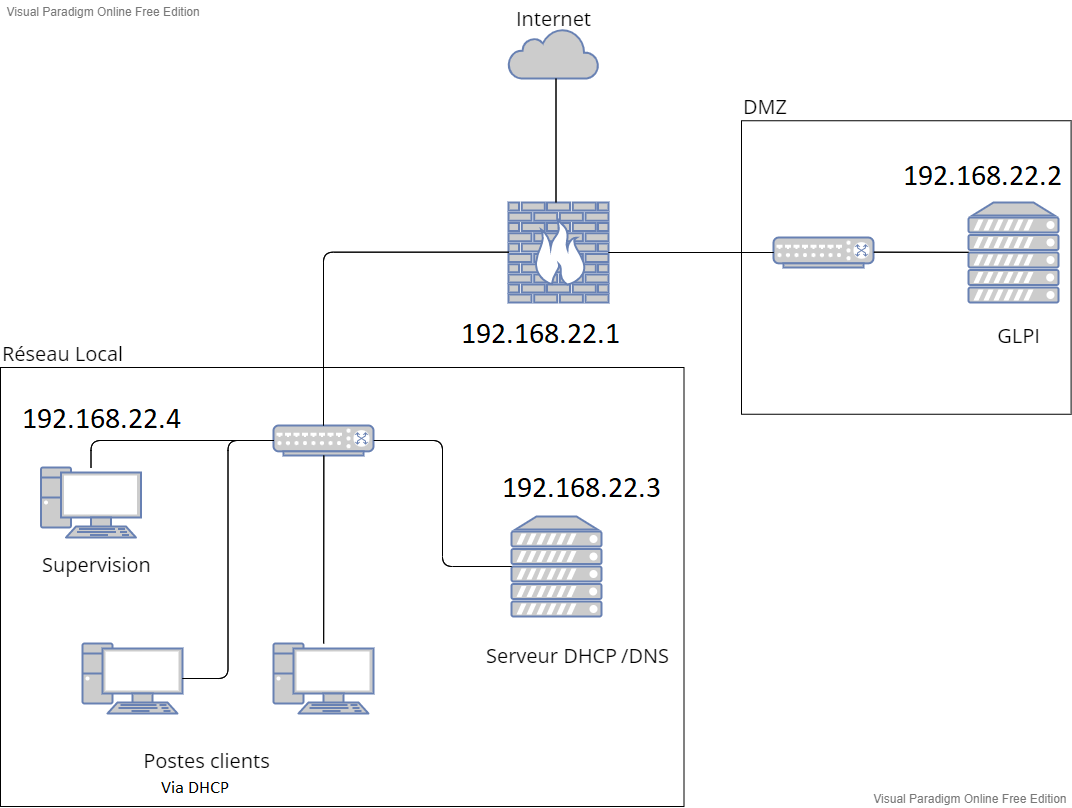 Visual Paradigm Online Free Edition
Internet
DMZ
192.168.22.2
GLPI
192.168.22.1
Réseau Local
192.168.22.4
Supervision
192.168.22.3
Serveur DHCP /DNS
Postes clients
Via DHCP
Visual Paradigm Online Free Edition